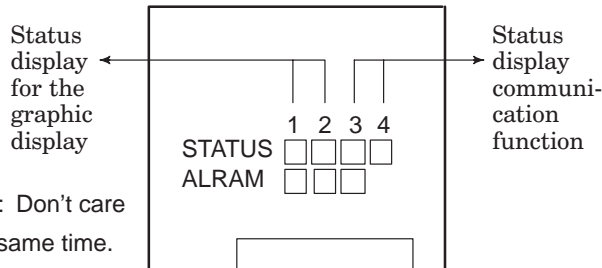 Status
display
for the
graphic
display
Status
display
communi-
cation
function
1 2 3 4
STATUS
ALRAM
: Don't care
same time.